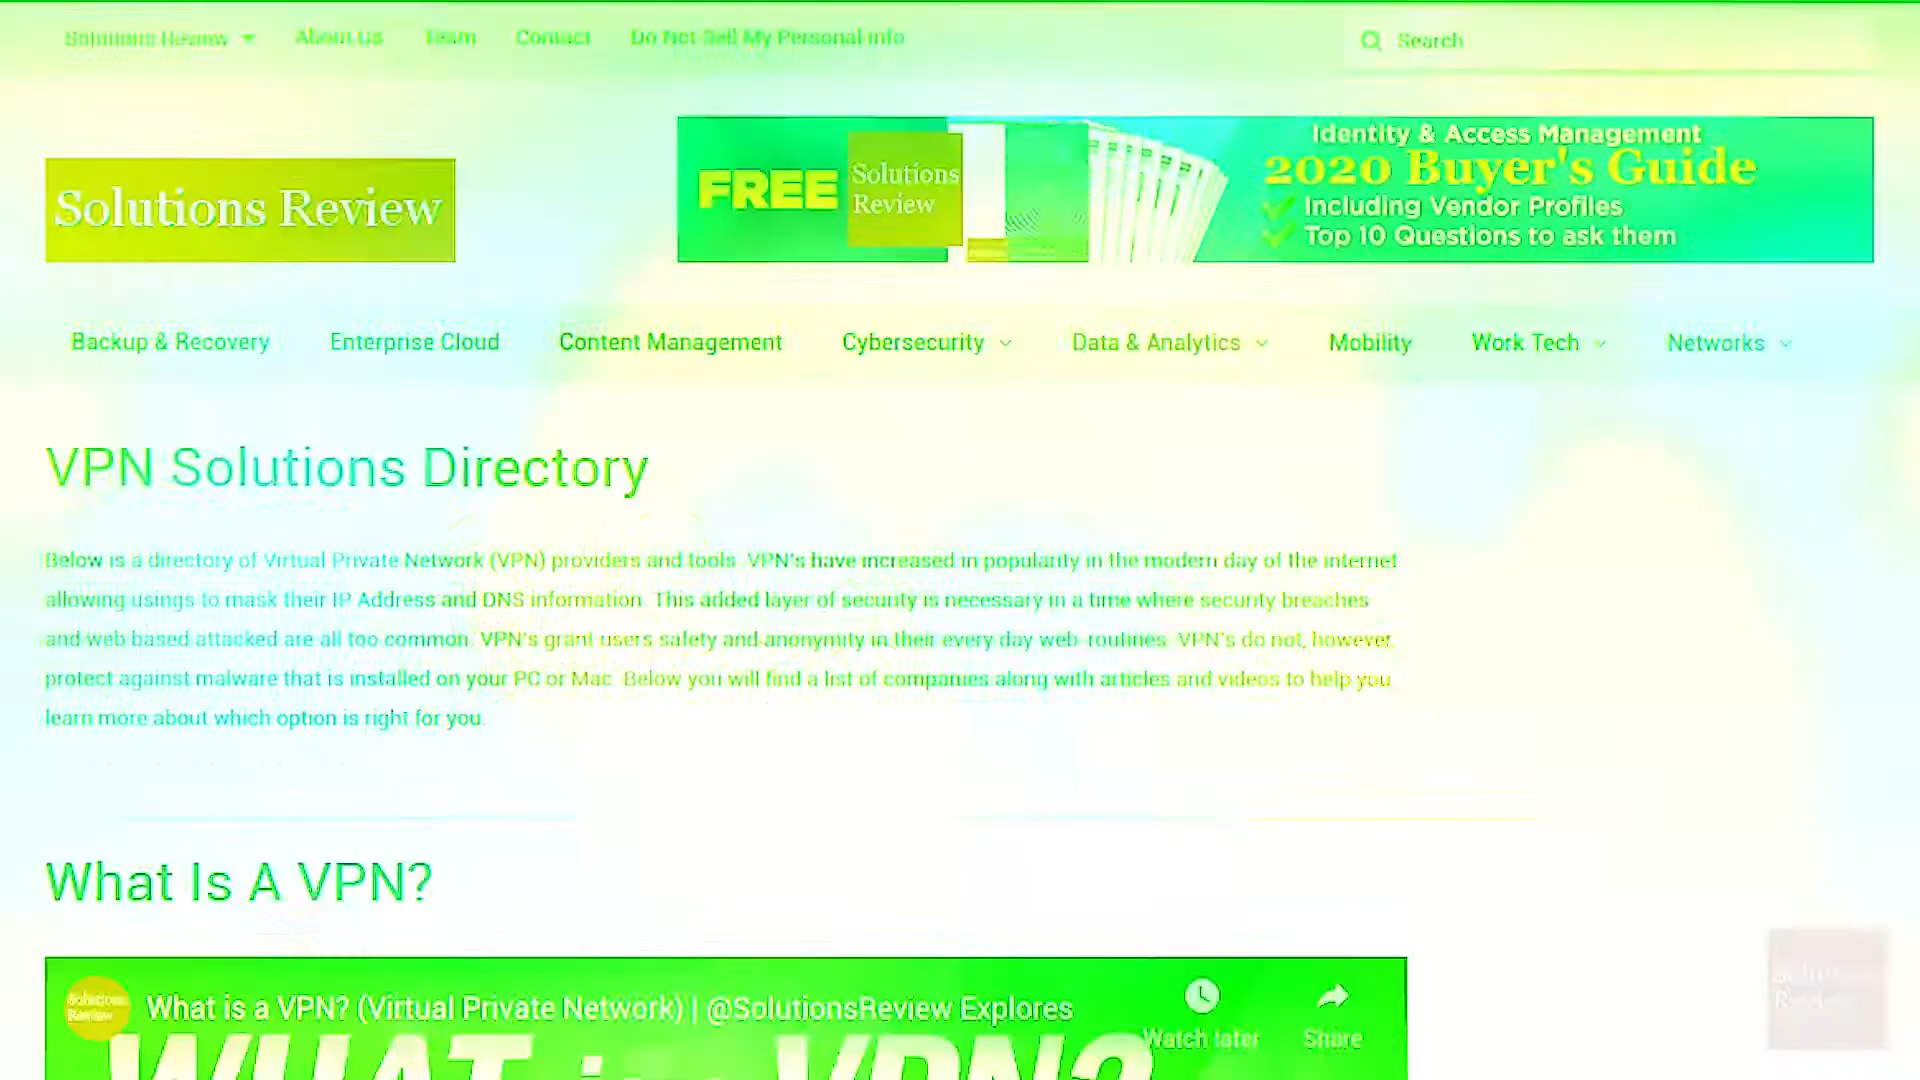 Solutions Review
About Us
Team
Contact
Do Not Sell My Personal Info
Search
Solutions Review
FREE
Solutions
Review
Identity & Access Management
2020 Buyer's Guide
Including Vendor Profiles
Top 10 Questions to ask them
Backup & Recovery
Enterprise Cloud
Content Management
Cybersecurity
Data & Analytics
Mobility
Work Tech
Networks
VPN Solutions Directory
Below is a directory of Virtual Private Network (VPN) providers and tools. VPN's have increased in popularity in the modern day of the internet
allowing usings to mask their IP Address and DNS information. This added layer of security is necessary in a time where security breaches
and web based attacked are all too common. VPN's grant users safety and anonymity in their every day web-routines. VPN's do not, however,
protect against malware that is installed on your PC or Mac. Below you will find a list of companies along with articles and videos to help you
learn more about which option is right for you.
What Is A VPN?
Solutions
Review
What is a VPN? (Virtual Private Network) | @SolutionsReview Explores
Watch later
Share
WHAT is a VPN?
Solutions
Review